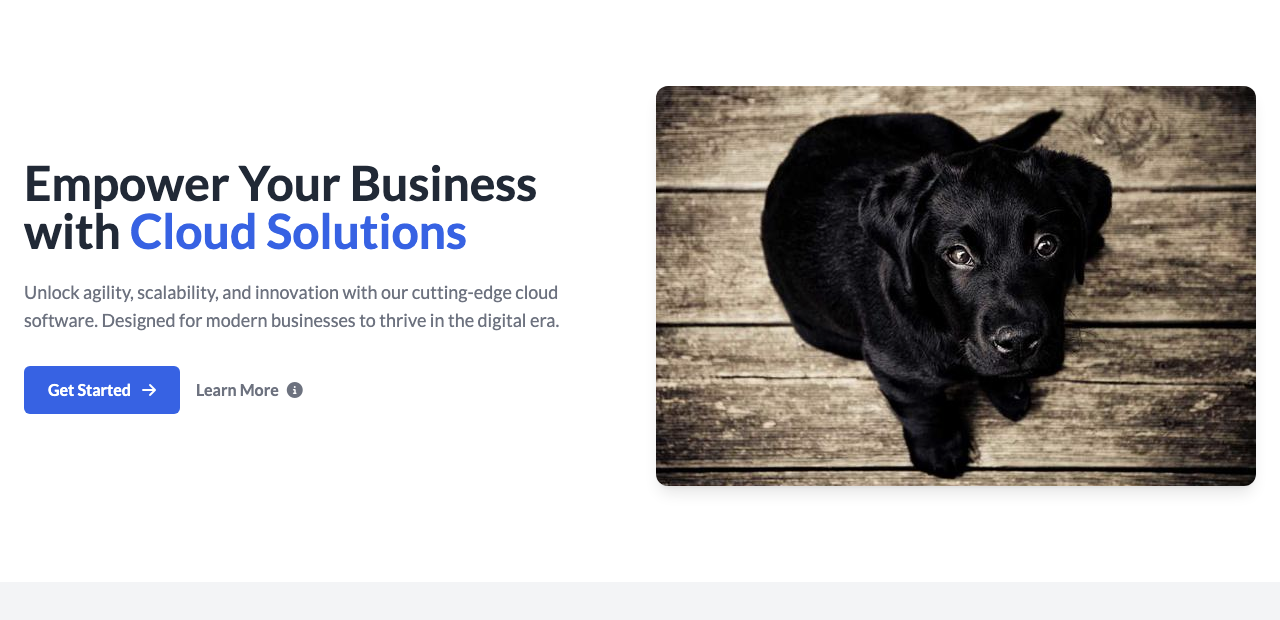 Empower Your Business
with Cloud Solutions
Unlock agility, scalability, and innovation with our cutting-edge cloud
software. Designed for modern businesses to thrive in the digital era.
Get Started
Learn More